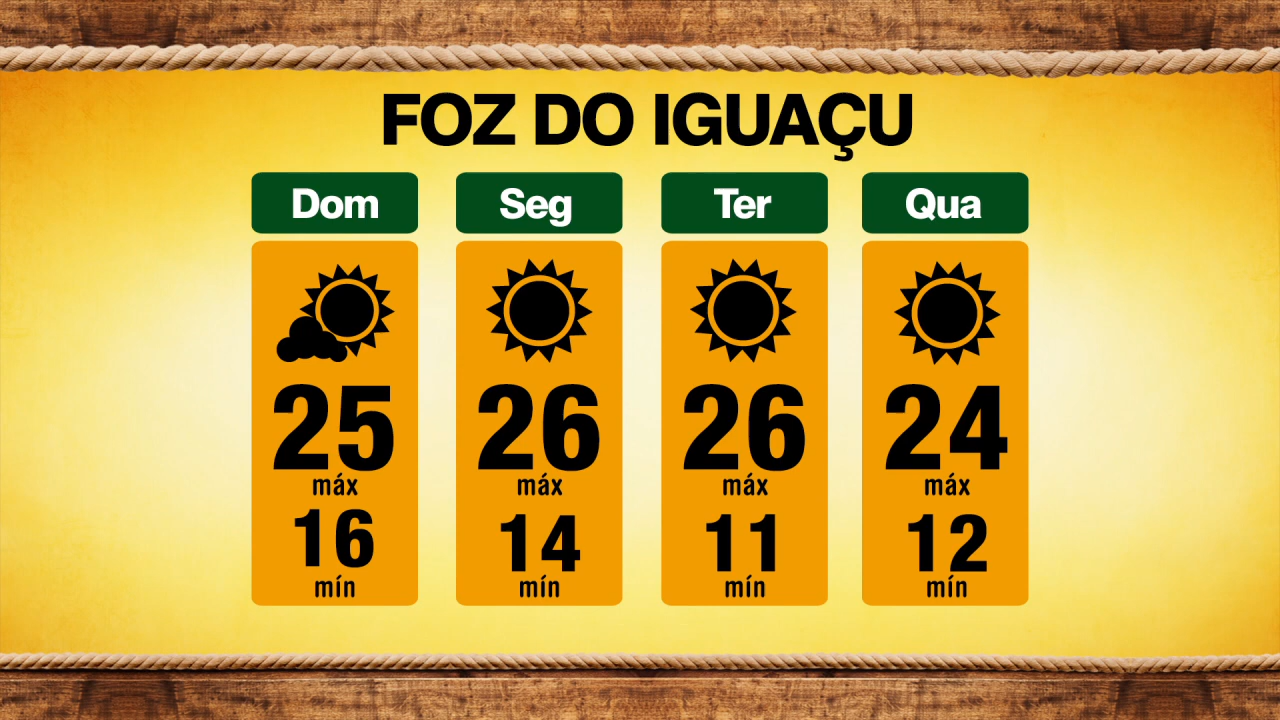 FOZ DO IGUAÇU
Dom Seg Ter Qua
25 26 26 24
máx máx máx máx
16 14 11 12
mín mín mín mín